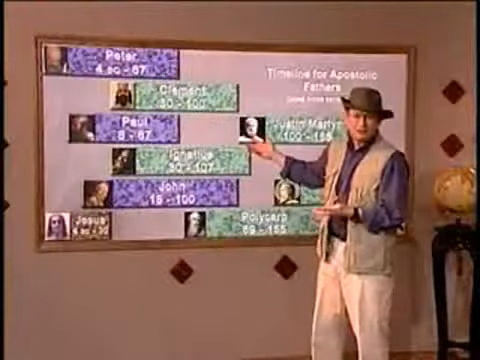 Peter
4 BC - 67
Timeline for Apostolic
Fathers
Clement
30 - 100
Paul
8 - 67
Justin Martyr
100 - 165
Ignatius
30 - 107
John
15 - 100
Jesus
4 BC - 30
Polycarp
69 - 155